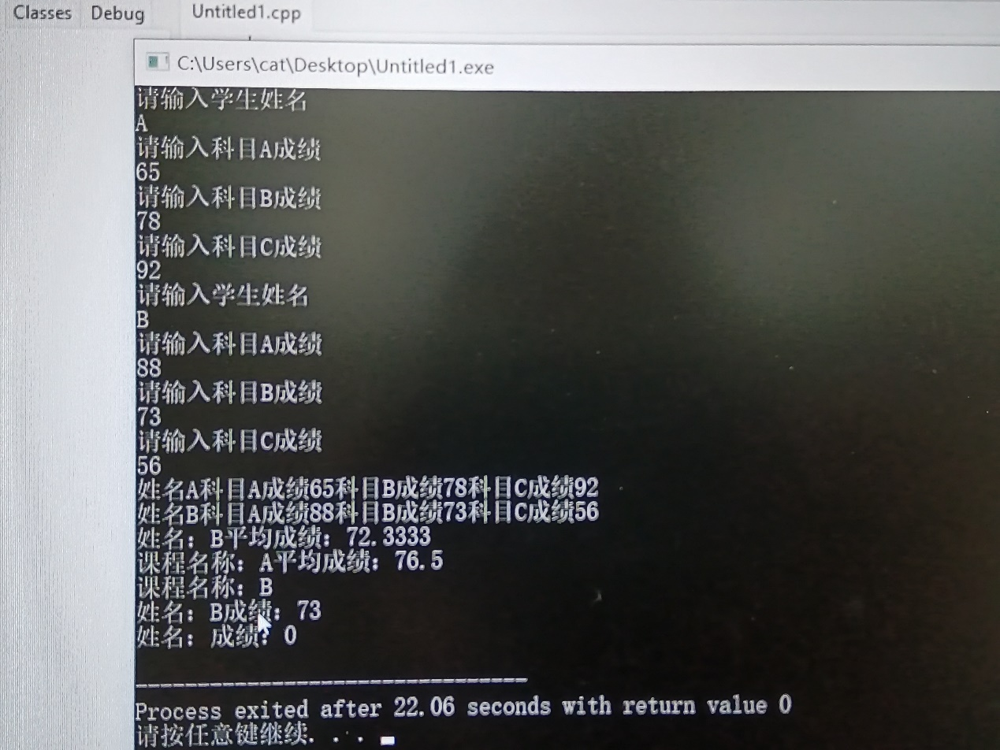 Classes Debug Untitled1.cpp
C:\Users\cat\Desktop\Untitled1.exe
请输入学生姓名
A
请输入科目A成绩
65
请输入科目B成绩
78
请输入科目C成绩
92
请输入学生姓名
B
请输入科目A成绩
88
请输入科目B成绩
73
请输入科目C成绩
56
姓名A科目A成绩65科目B成绩78科目C成绩92
姓名B科目A成绩88科目B成绩73科目C成绩56
姓名：B平均成绩：72.3333
课程名称：A平均成绩：76.5
课程名称：B
姓名：B成绩：73
姓名：成绩：0
--------------------------------
Process exited after 22.06 seconds with return value 0
请按任意键继续. . .